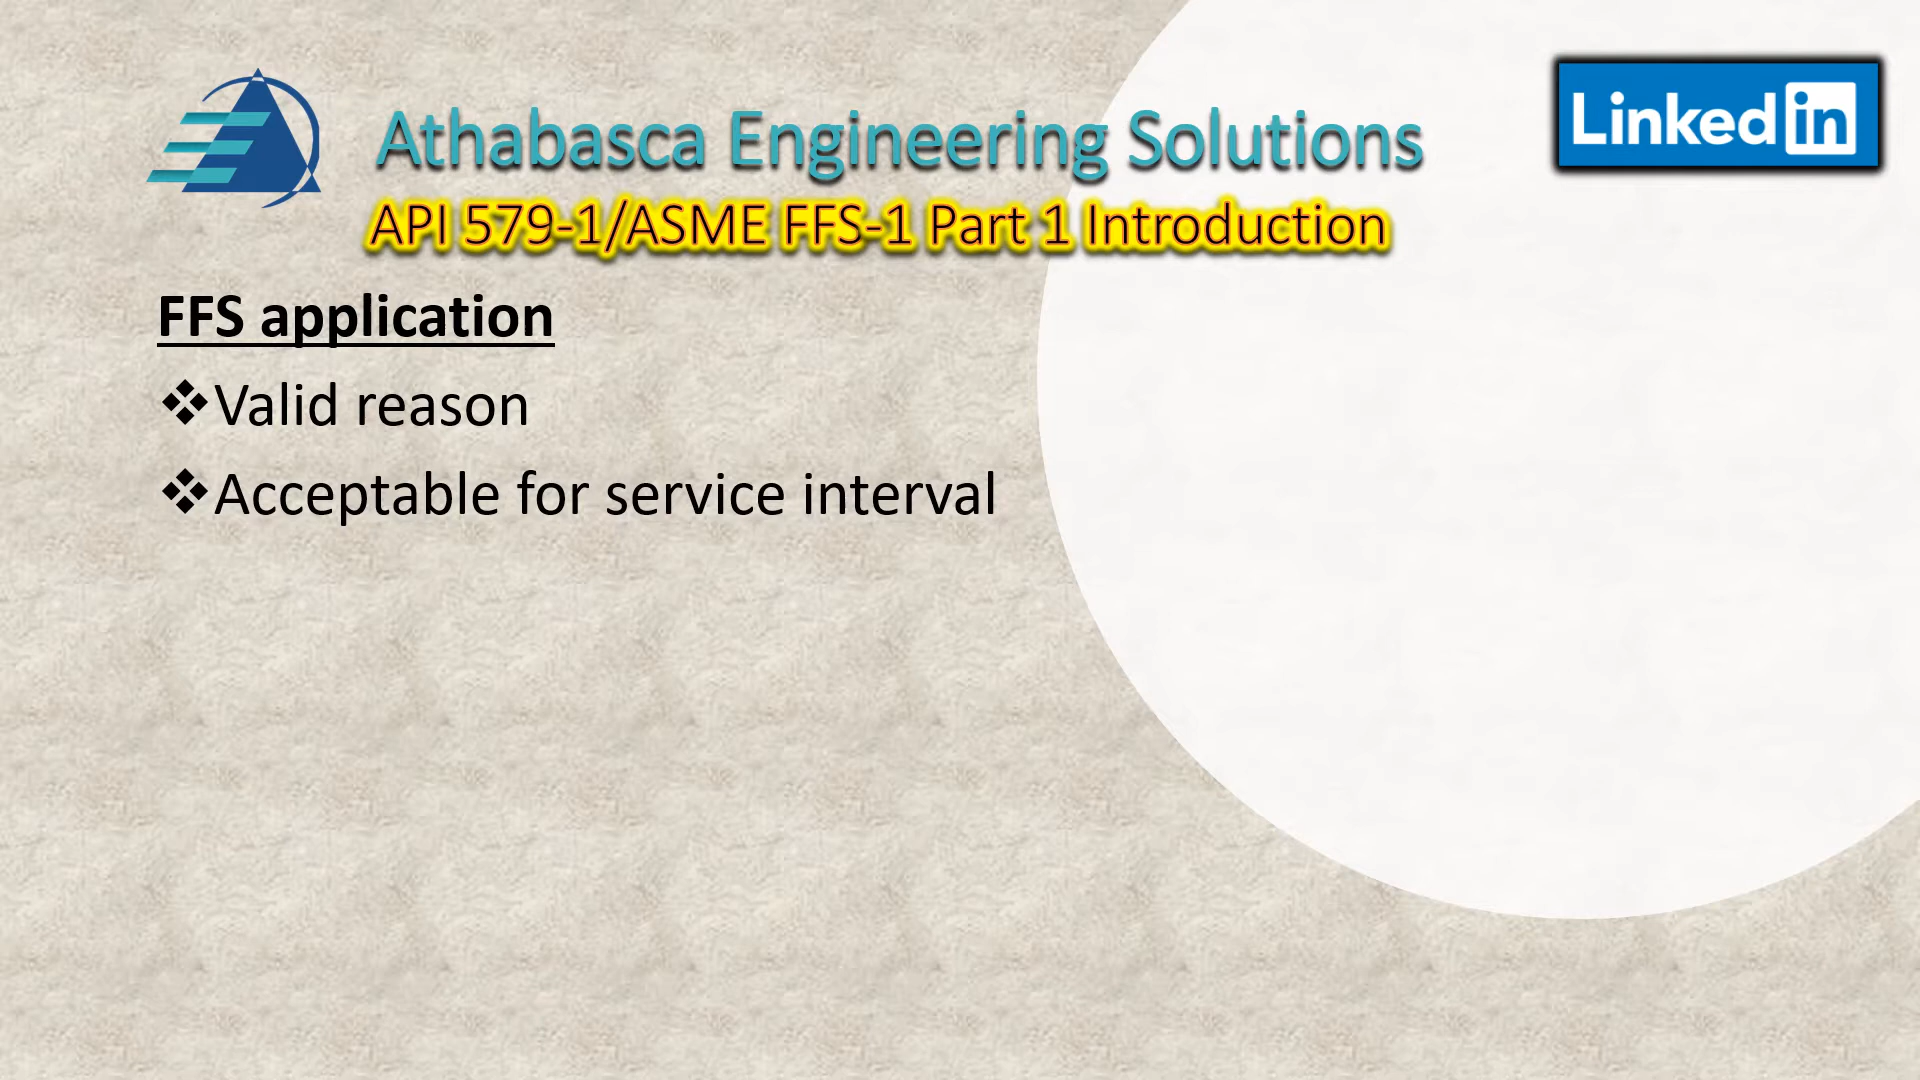 Athabasca Engineering Solutions
LinkedIn
API 579-1/ASME FFS-1 Part 1 Introduction
FFS application
❖Valid reason
❖Acceptable for service interval